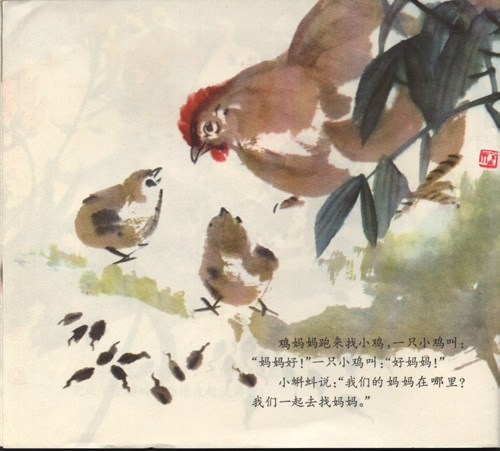 鸡妈妈跑来找小鸡，一只小鸡叫：
“妈妈好！”一只小鸡叫：“好妈妈！”
小蝌蚪说：“我们的妈妈在哪里？
我们一起去找妈妈。”